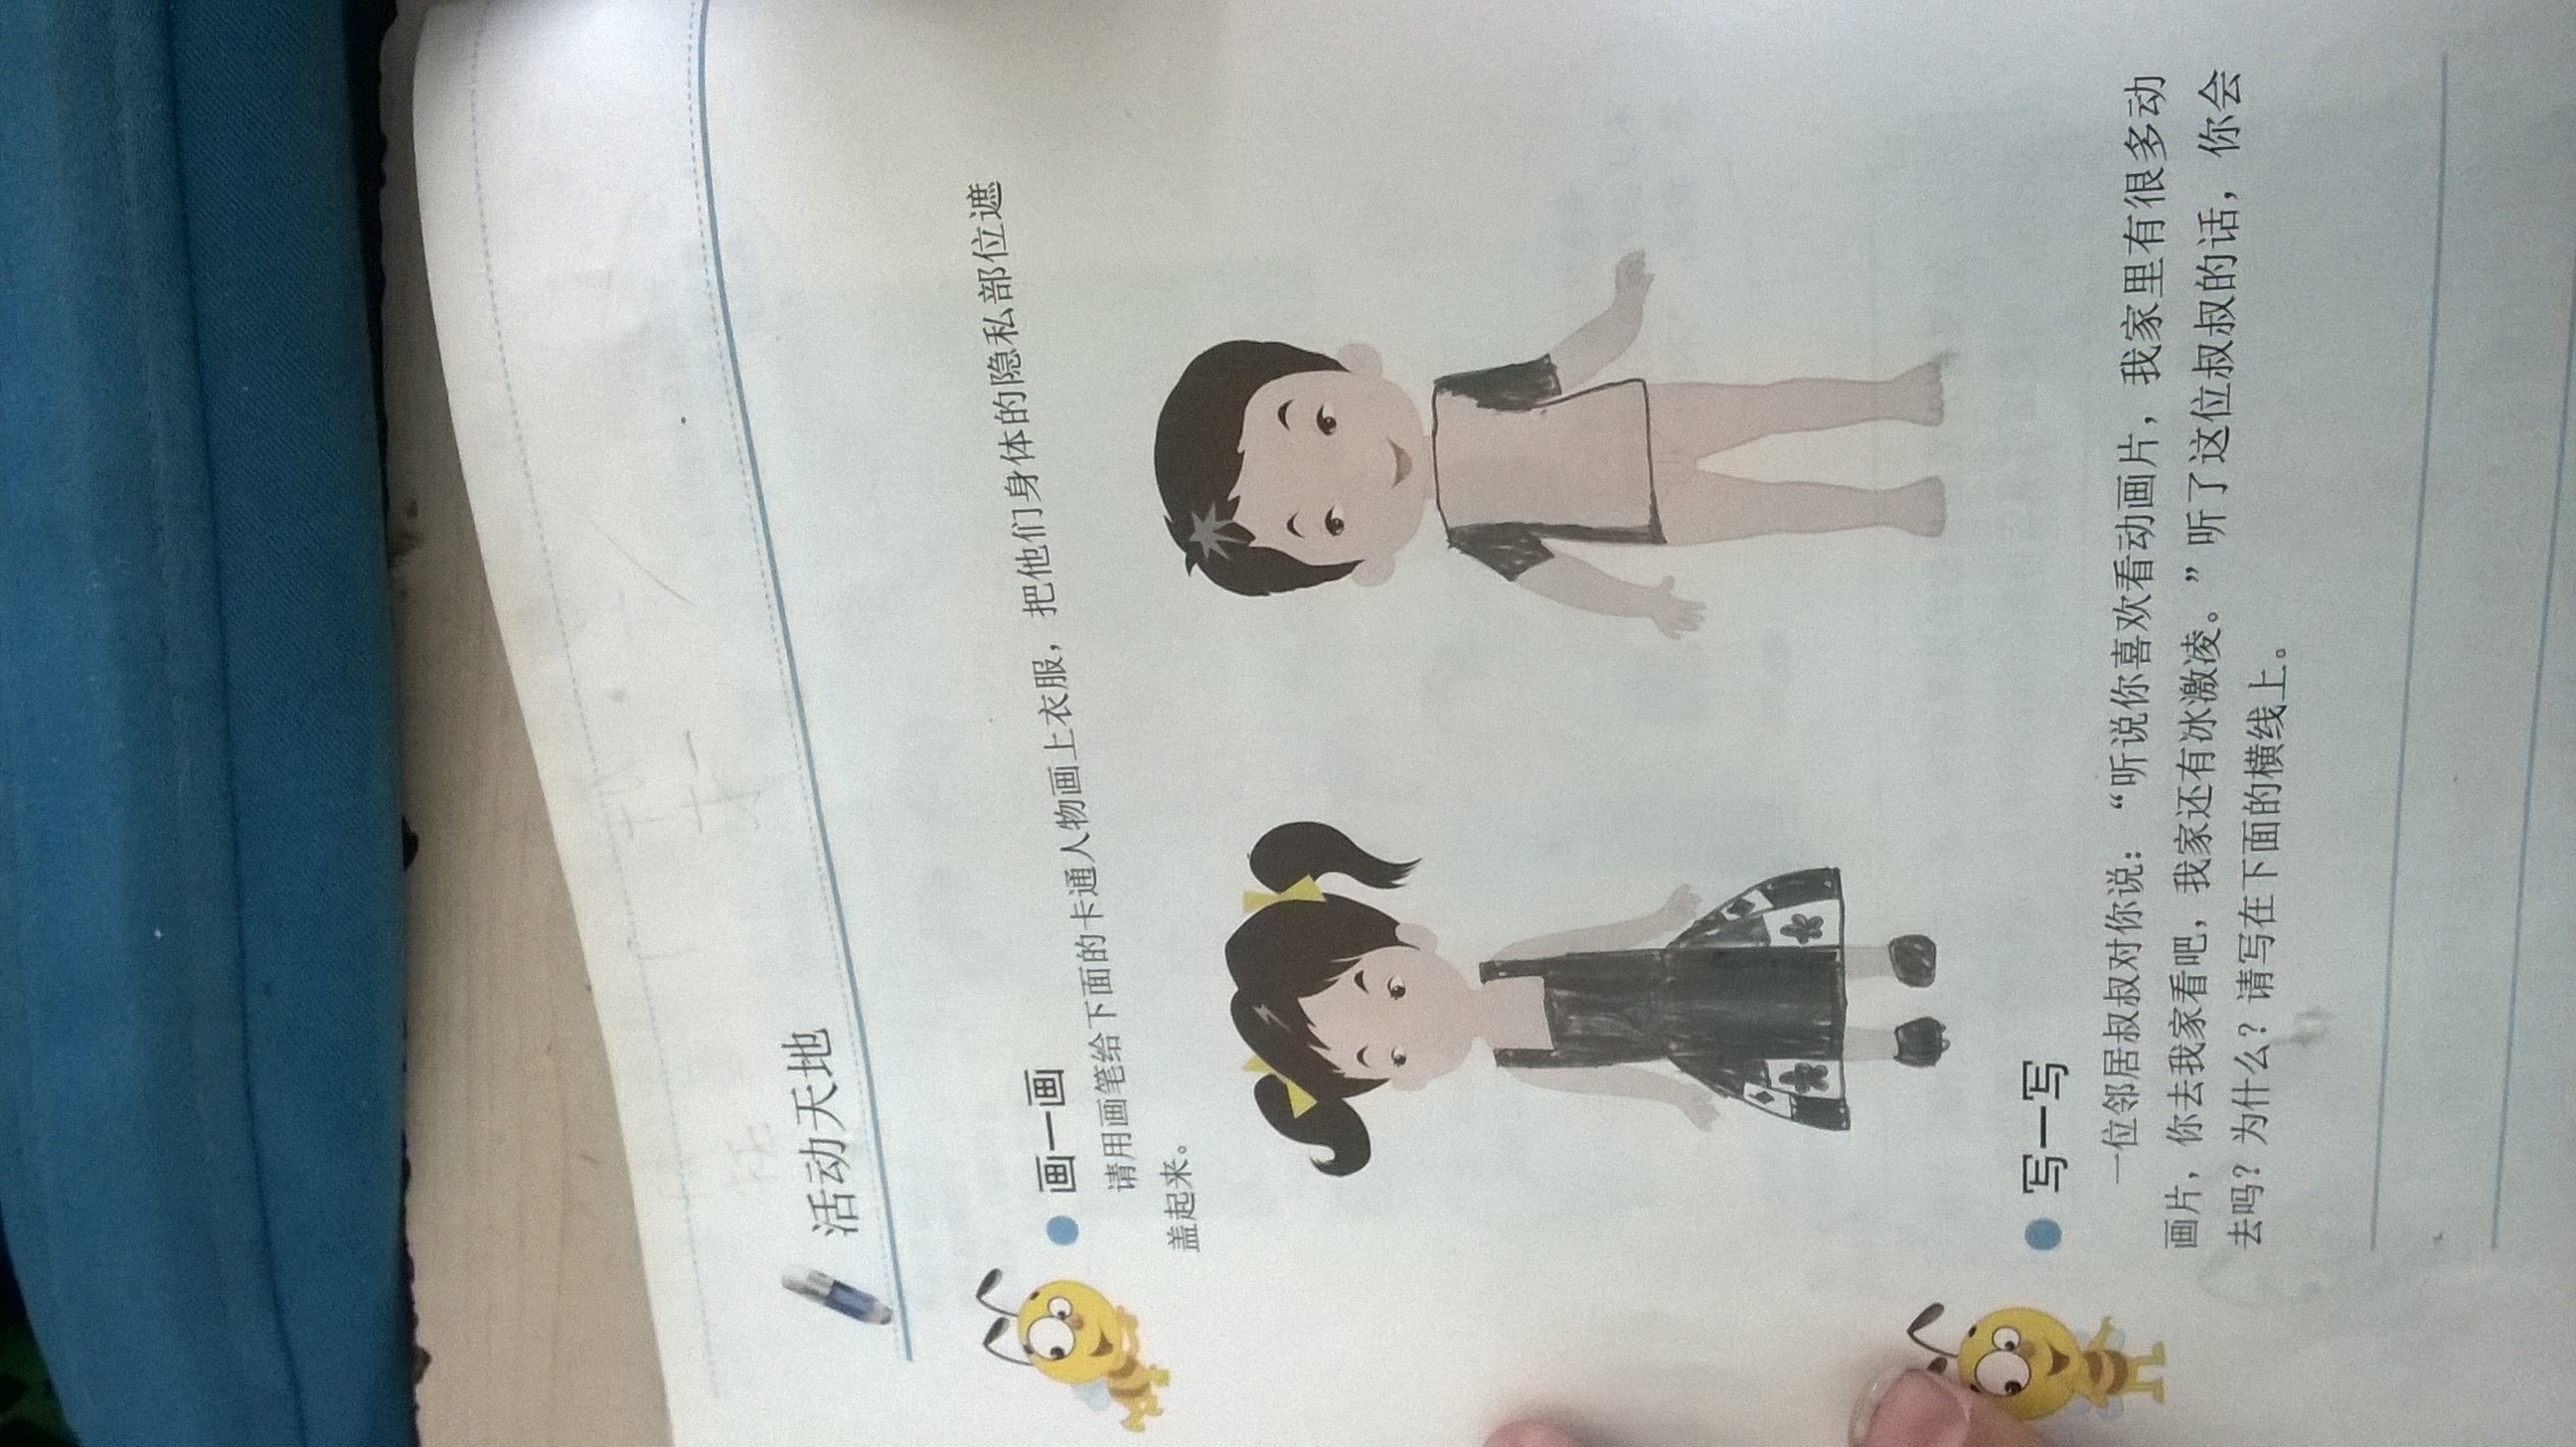 活动天地
画一画
请用画笔给下面的卡通人物画上衣服，把他们身体的隐私部位遮
盖起来。
写一写
一位邻居叔叔对你说：“听说你喜欢看动画片，我家里有很多动
画片，你去我家看吧，我家还有冰激凌。”听了这位叔叔的话，你会
去吗？为什么？请写在下面的横线上。